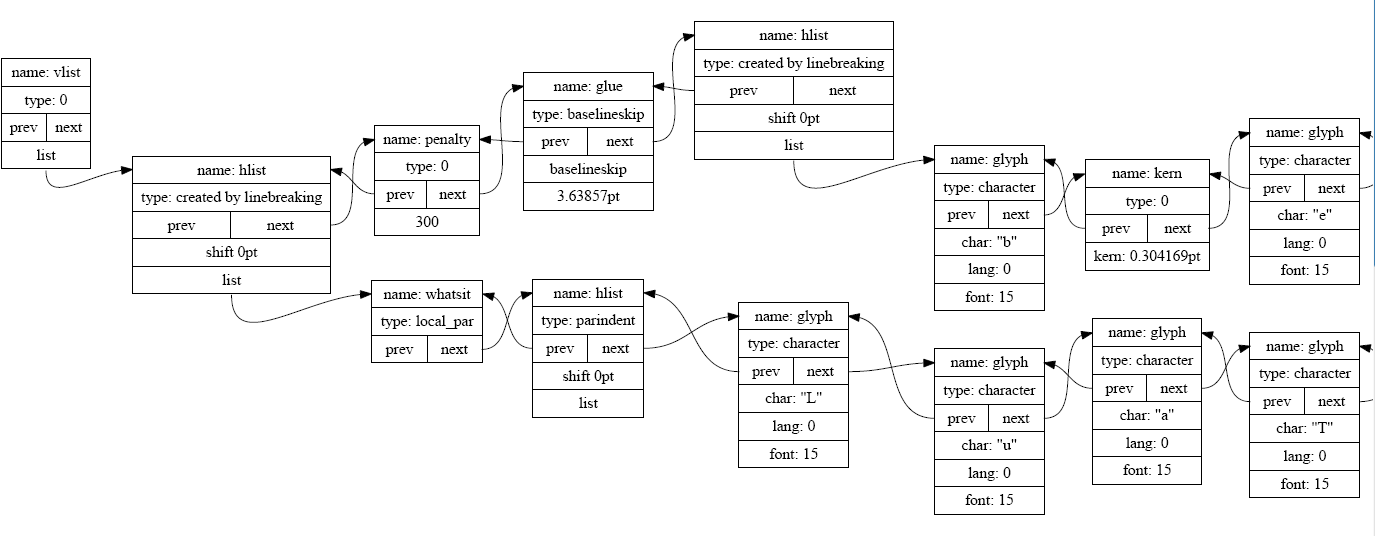 name: vlist
type: 0
prev next
list
name: hlist
type: created by linebreaking
prev next
shift 0pt
list
name: penalty
type: 0
prev next
300
name: glue
type: baselineskip
prev next
baselineskip
3.63857pt
name: hlist
type: created by linebreaking
prev next
shift 0pt
list
name: glyph
type: character
prev next
char: "b"
lang: 0
font: 15
name: kern
type: 0
prev next
kern: 0.304169pt
name: glyph
type: character
prev next
char: "e"
lang: 0
font: 15
name: whatsit
type: local_par
prev next
name: hlist
type: parindent
prev next
shift 0pt
list
name: glyph
type: character
prev next
char: "L"
lang: 0
font: 15
name: glyph
type: character
prev next
char: "u"
lang: 0
font: 15
name: glyph
type: character
prev next
char: "a"
lang: 0
font: 15
name: glyph
type: character
prev next
char: "T"
lang: 0
font: 15